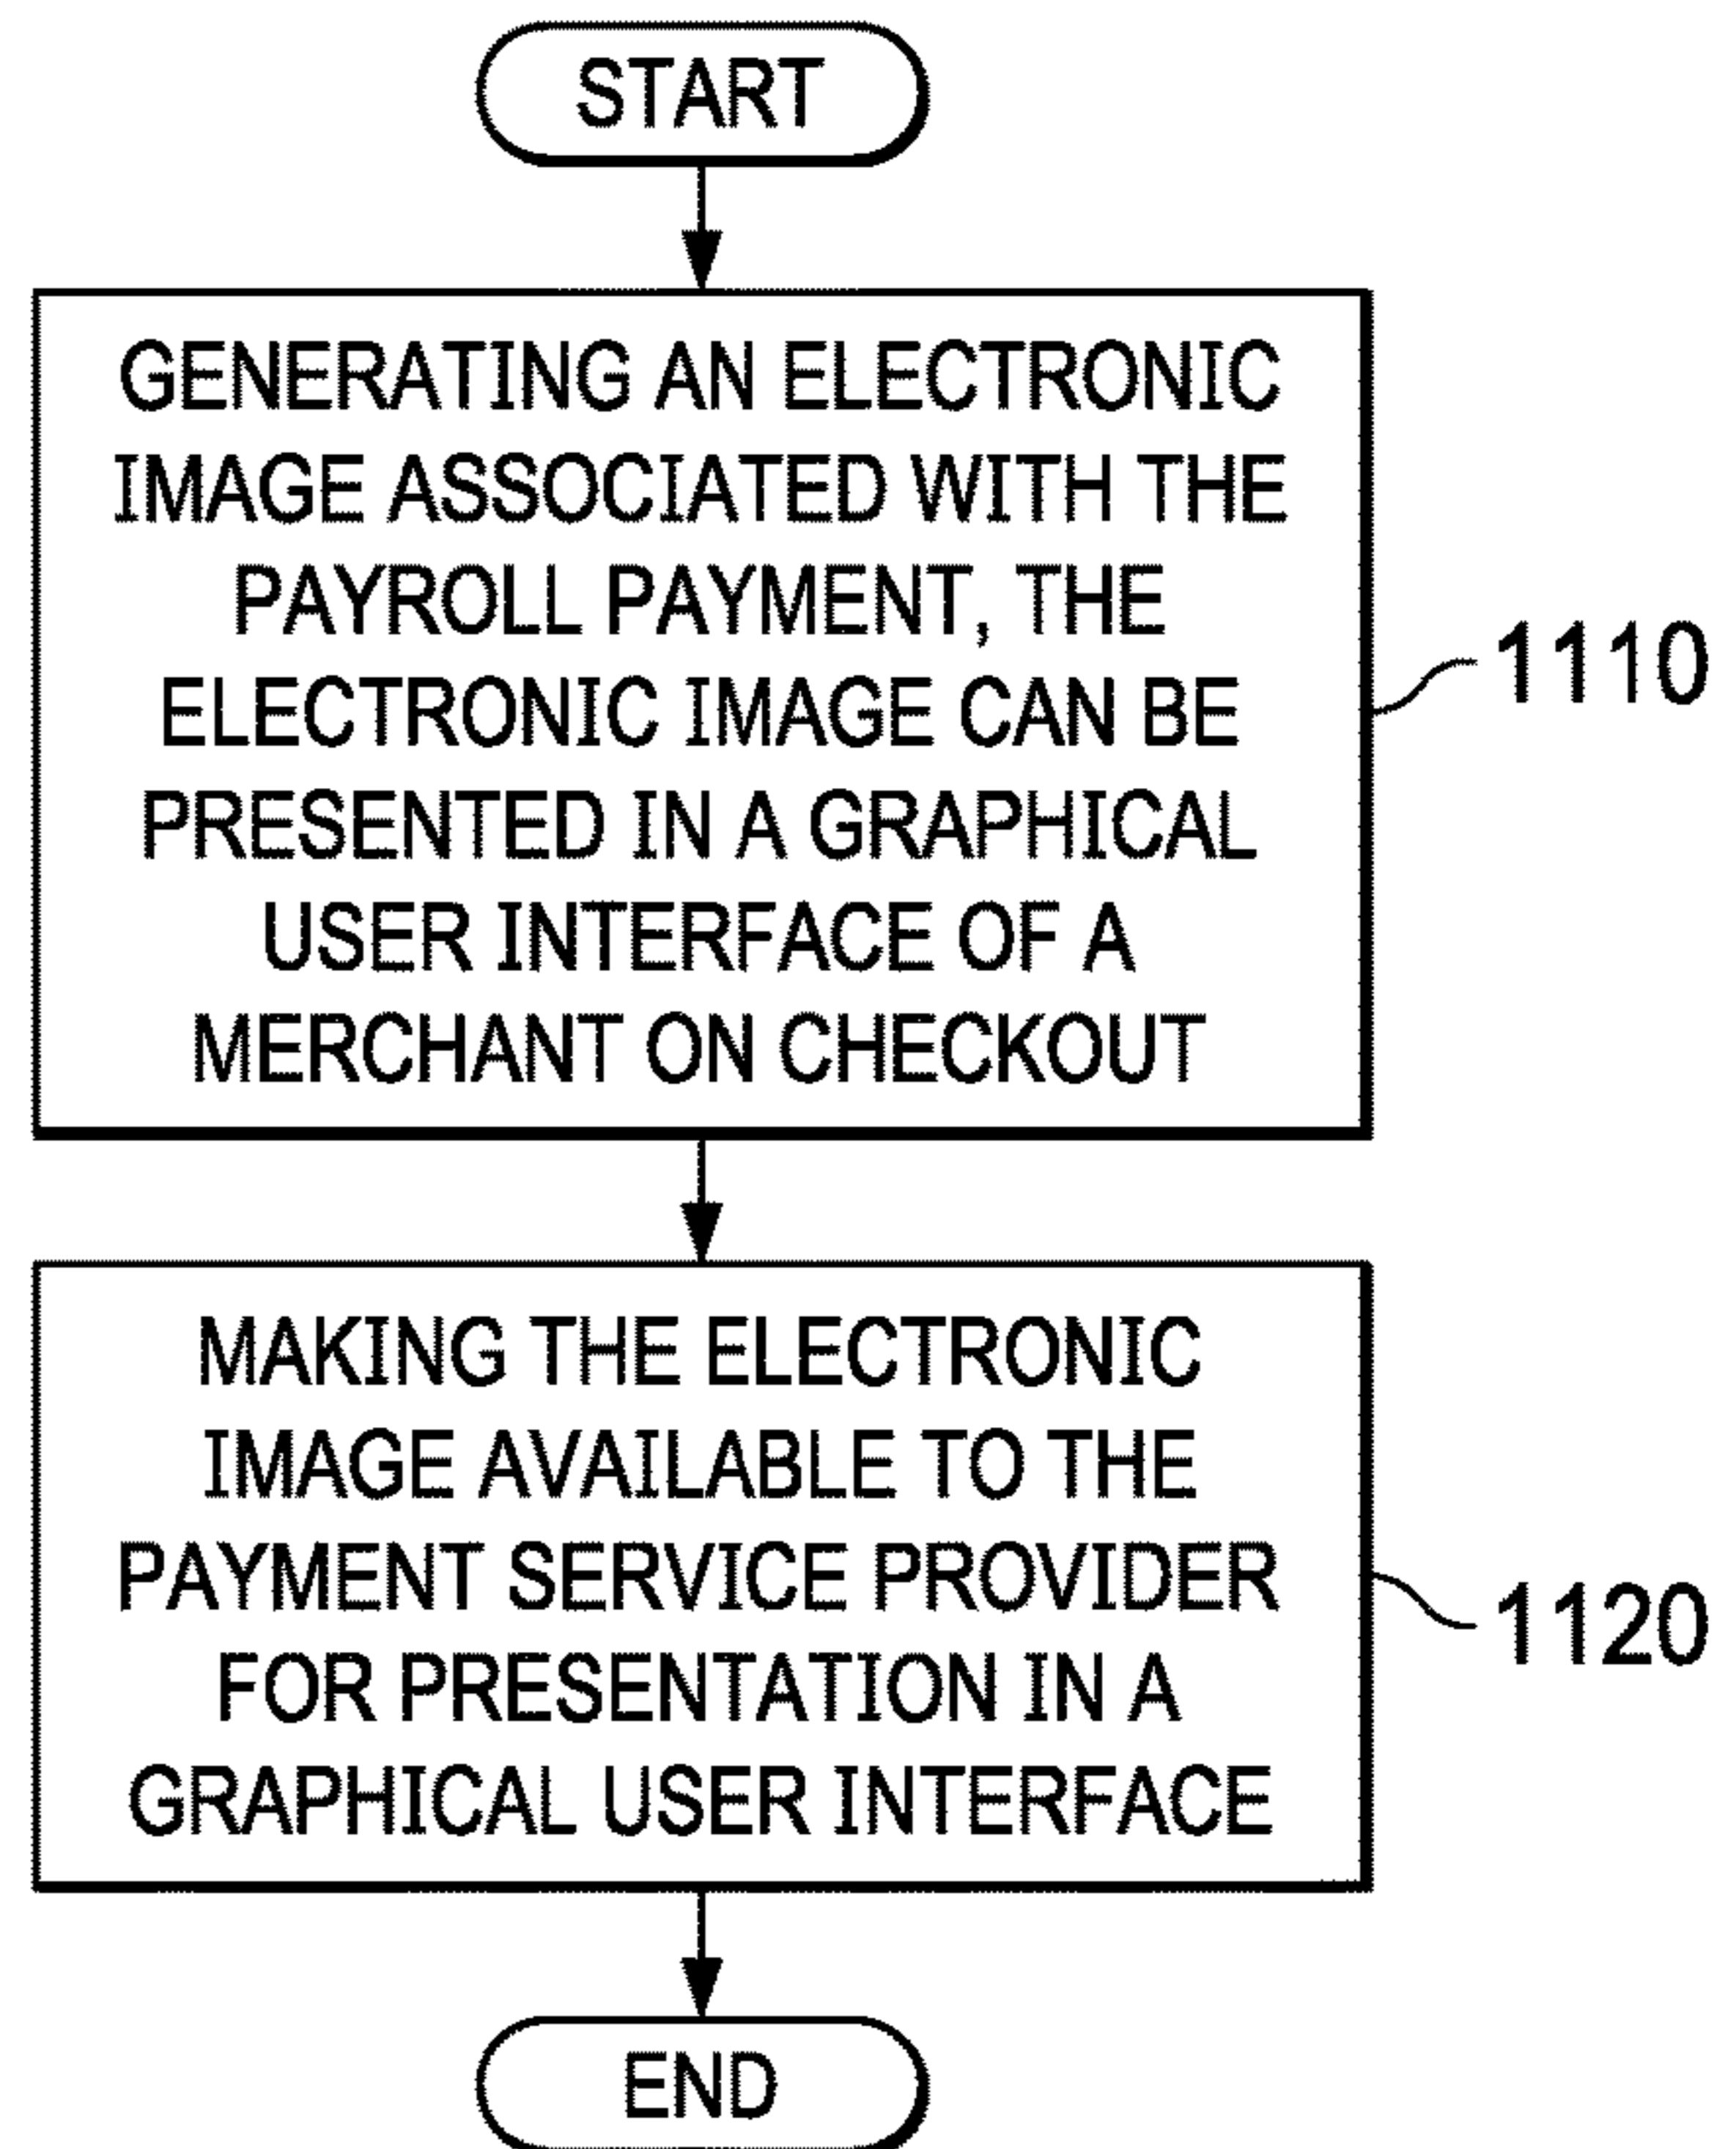 START
GENERATING AN ELECTRONIC
IMAGE ASSOCIATED WITH THE
PAYROLL PAYMENT, THE
ELECTRONIC IMAGE CAN BE
PRESENTED IN A GRAPHICAL
USER INTERFACE OF A
MERCHANT ON CHECKOUT
1110
MAKING THE ELECTRONIC
IMAGE AVAILABLE TO THE
PAYMENT SERVICE PROVIDER
FOR PRESENTATION IN A
GRAPHICAL USER INTERFACE
1120
END